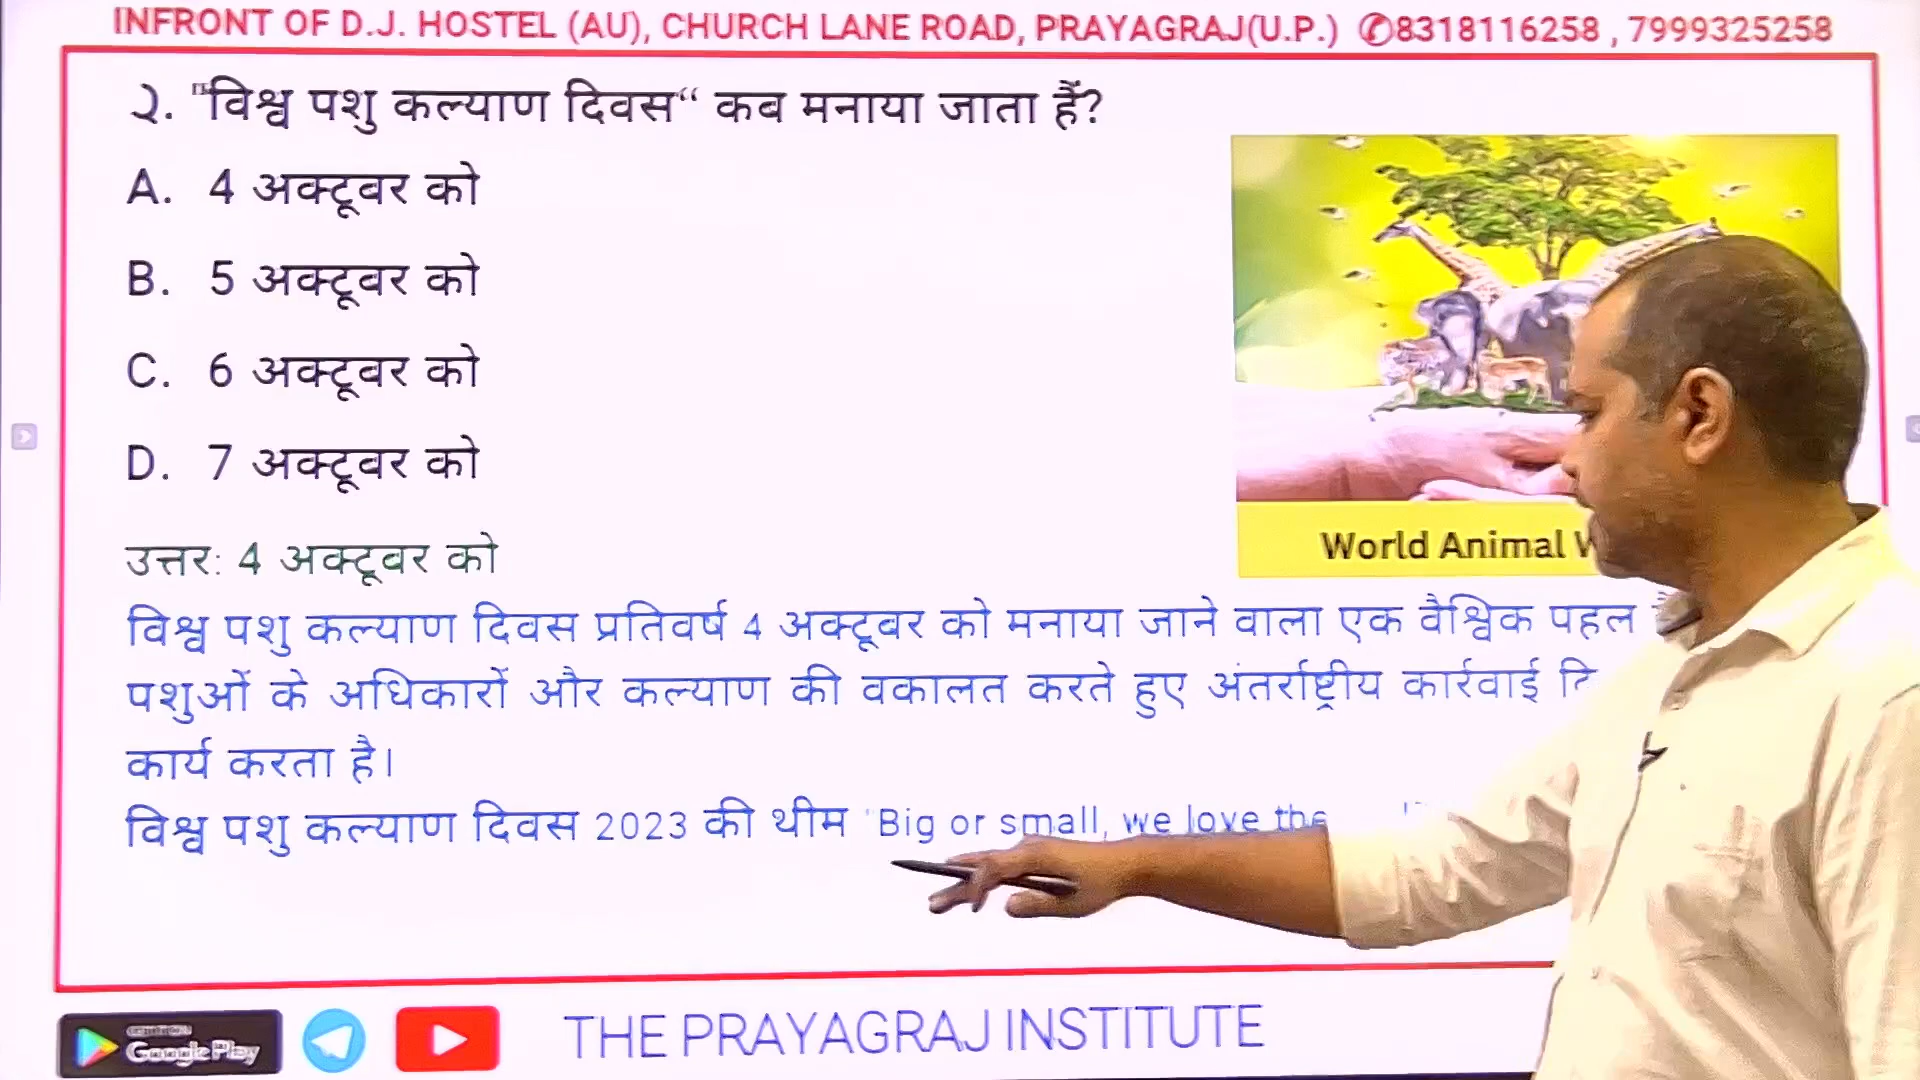 INFRONT OF D.J. HOSTEL (AU), CHURCH LANE ROAD, PRAYAGRAJ(U.P.) ✆8318116258 , 7999325258
२. "विश्व पशु कल्याण दिवस“ कब मनाया जाता हैं?
A. 4 अक्टूबर को
B. 5 अक्टूबर को
C. 6 अक्टूबर को
D. 7 अक्टूबर को
World Animal
उत्तर: 4 अक्टूबर को
विश्व पशु कल्याण दिवस प्रतिवर्ष 4 अक्टूबर को मनाया जाने वाला एक वैश्विक पहल
पशुओं के अधिकारों और कल्याण की वकालत करते हुए अंतर्राष्ट्रीय कार्रवाई
कार्य करता है।
विश्व पशु कल्याण दिवस 2023 की थीम 'Big or small, we love
Google Play
THE PRAYAGRAJ INSTITUTE